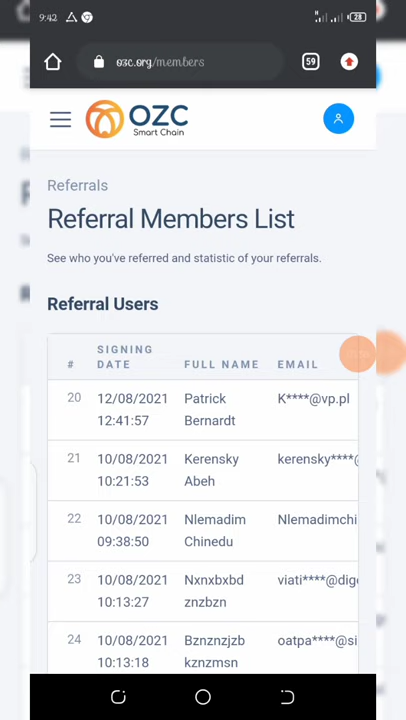 9:42
28
ozc.org/members
59
OZC
Smart Chain
Referrals
Referral Members List
See who you've referred and statistic of your referrals.
Referral Users
# SIGNING DATE FULL NAME EMAIL
20 12/08/2021 Patrick K****@vp.pl
12:41:57 Bernardt
21 10/08/2021 Kerensky kerensky****@
10:21:53 Abeh
22 10/08/2021 Nlemadim Nlemadimchi
09:38:50 Chinedu
23 10/08/2021 Nxnxbxbd viati****@dig
10:13:27 znzbzn
24 10/08/2021 Bznznzjzb oatpa****@si
10:13:18 kznzmsn